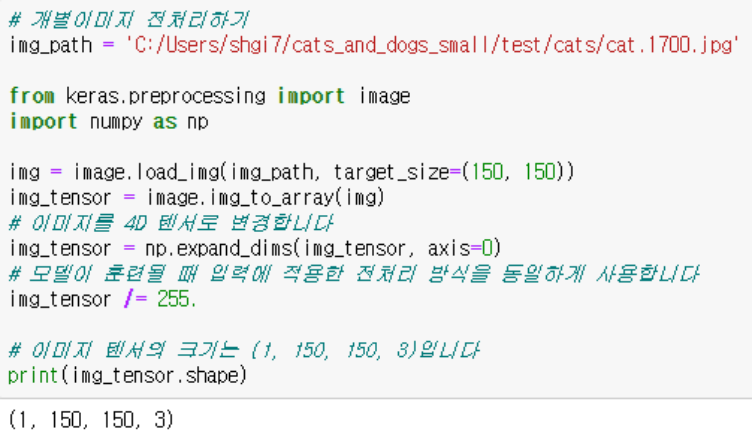 # 개별이미지 전처리하기
img_path = 'C:/Users/shgi7/cats_and_dogs_small/test/cats/cat.1700.jpg'
from keras.preprocessing import image
import numpy as np
img = image.load_img(img_path, target_size=(150, 150))
img_tensor = image.img_to_array(img)
# 이미지를 4D 텐서로 변경합니다
img_tensor = np.expand_dims(img_tensor, axis=0)
# 모델이 훈련될 때 입력에 적용한 전처리 방식을 동일하게 사용합니다
img_tensor /= 255.
# 이미지 텐서의 크기는 (1, 150, 150, 3)입니다
print(img_tensor.shape)
(1, 150, 150, 3)